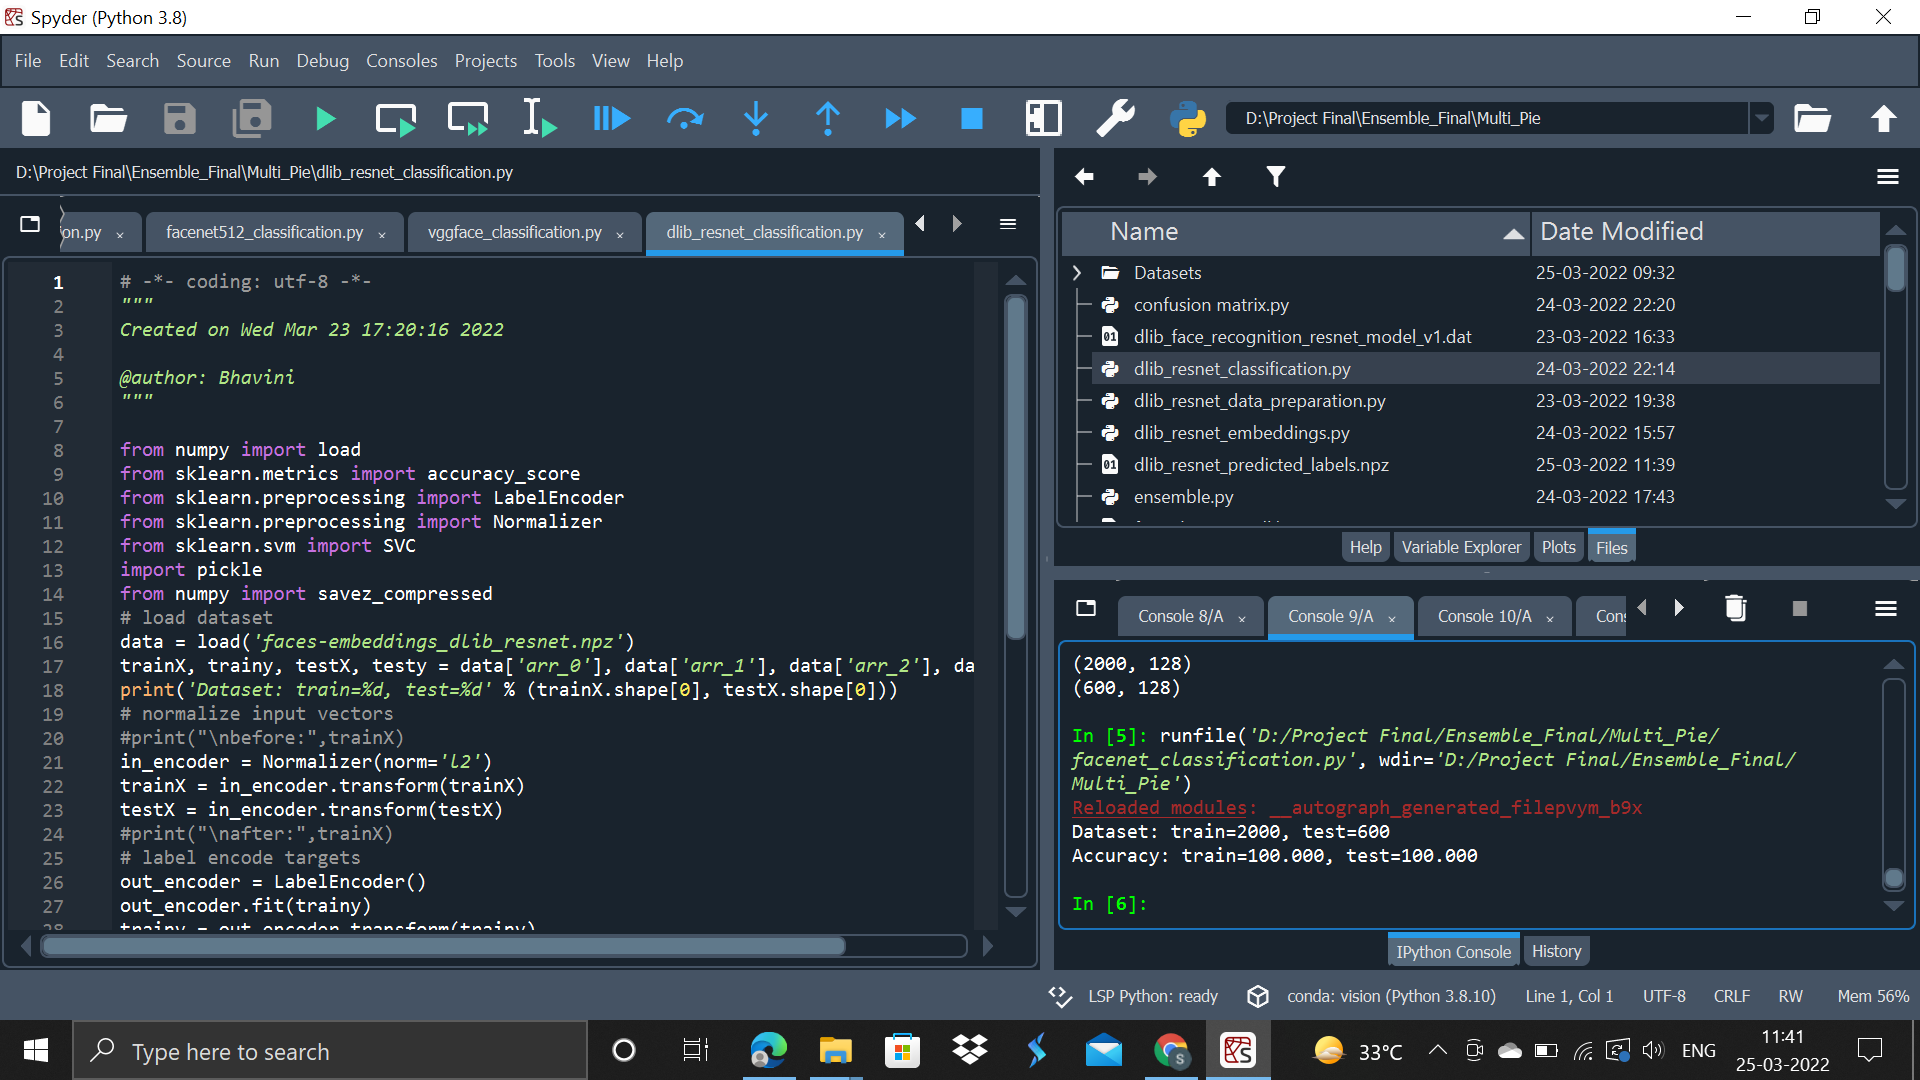 Spyder (Python 3.8)
File Edit Search Source Run Debug Consoles Projects Tools View Help
D:\Project Final\Ensemble_Final\Multi_Pie
D:\Project Final\Ensemble_Final\Multi_Pie\dlib_resnet_classification.py
on.py facenet512_classification.py vggface_classification.py dlib_resnet_classification.py
1 # -*- coding: utf-8 -*-
2 """
3 Created on Wed Mar 23 17:20:16 2022
4
5 @author: Bhavini
6 """
7
8 from numpy import load
9 from sklearn.metrics import accuracy_score
10 from sklearn.preprocessing import LabelEncoder
11 from sklearn.preprocessing import Normalizer
12 from sklearn.svm import SVC
13 import pickle
14 from numpy import savez_compressed
15 # load dataset
16 data = load('faces-embeddings_dlib_resnet.npz')
17 trainX, trainy, testX, testy = data['arr_0'], data['arr_1'], data['arr_2'], da
18 print('Dataset: train=%d, test=%d' % (trainX.shape[0], testX.shape[0]))
19 # normalize input vectors
20 #print("\nbefore:",trainX)
21 in_encoder = Normalizer(norm='l2')
22 trainX = in_encoder.transform(trainX)
23 testX = in_encoder.transform(testX)
24 #print("\nafter:",trainX)
25 # label encode targets
26 out_encoder = LabelEncoder()
27 out_encoder.fit(trainy)
28 trainy = out_encoder.transform(trainy)
Name Date Modified
Datasets 25-03-2022 09:32
confusion matrix.py 24-03-2022 22:20
dlib_face_recognition_resnet_model_v1.dat 23-03-2022 16:33
dlib_resnet_classification.py 24-03-2022 22:14
dlib_resnet_data_preparation.py 23-03-2022 19:38
dlib_resnet_embeddings.py 24-03-2022 15:57
dlib_resnet_predicted_labels.npz 25-03-2022 11:39
ensemble.py 24-03-2022 17:43
Help Variable Explorer Plots Files
Console 8/A Console 9/A Console 10/A Con
(2000, 128)
(600, 128)
In [5]: runfile('D:/Project Final/Ensemble_Final/Multi_Pie/
facenet_classification.py', wdir='D:/Project Final/Ensemble_Final/
Multi_Pie')
Reloaded modules: __autograph_generated_filepvym_b9x
Dataset: train=2000, test=600
Accuracy: train=100.000, test=100.000
In [6]:
IPython Console History
LSP Python: ready conda: vision (Python 3.8.10) Line 1, Col 1 UTF-8 CRLF RW Mem 56%
Type here to search
33°C ENG
11:41
25-03-2022